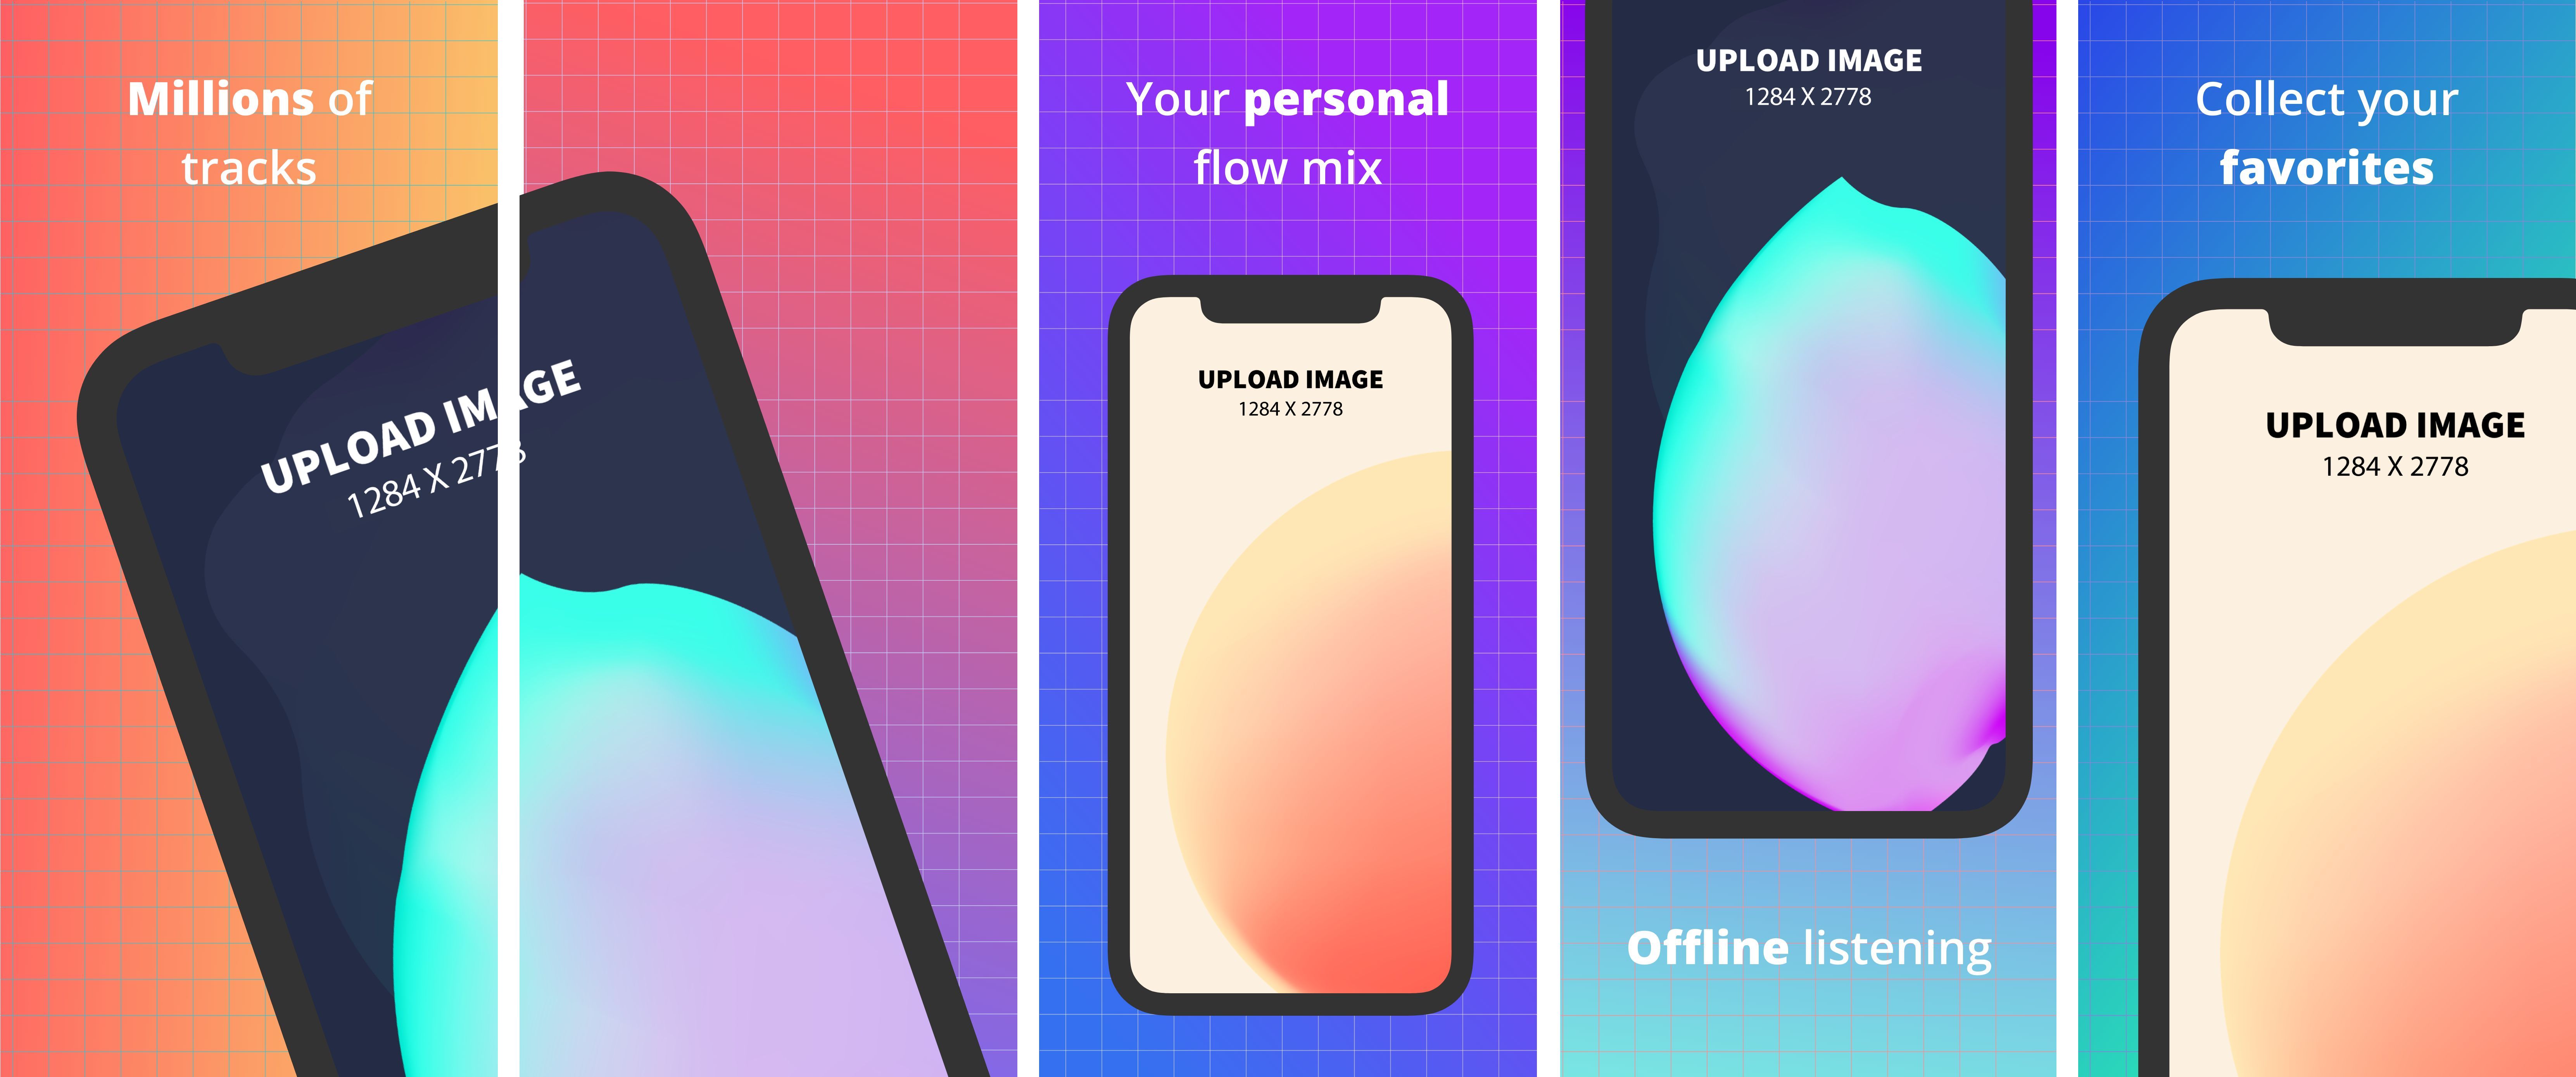 Millions of
tracks
UPLOAD IMAGE
1284 X 2778
Your personal
flow mix
UPLOAD IMAGE
1284 X 2778
UPLOAD IMAGE
1284 X 2778
Offline listening
Collect your
favorites
UPLOAD IMAGE
1284 X 2778